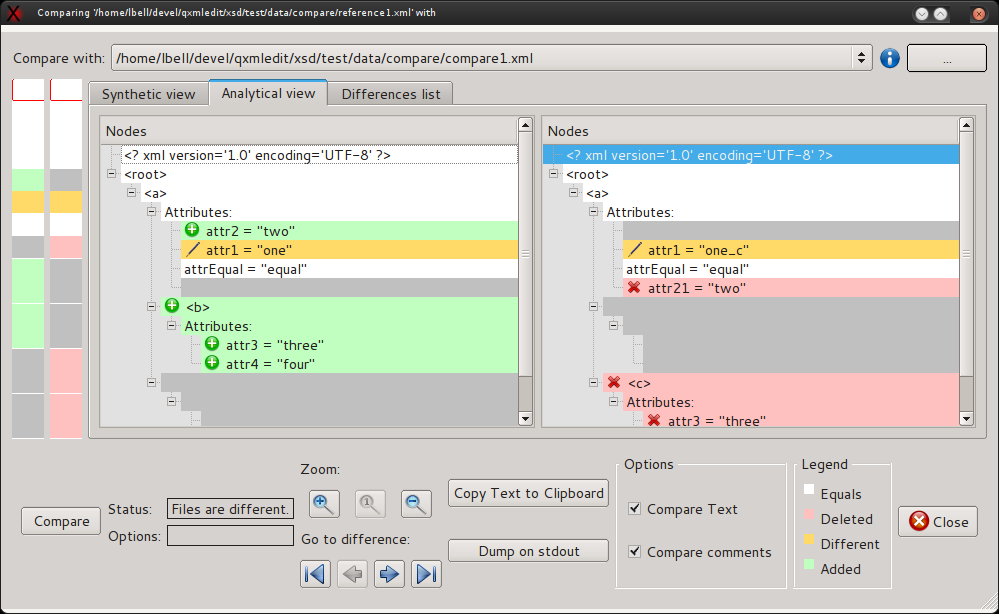 Comparing '/home/lbell/devel/qxmledit/xsd/test/data/compare/reference1.xml' with
Compare with: /home/lbell/devel/qxmledit/xsd/test/data/compare/compare1.xml ...
Synthetic view Analytical view Differences list
Nodes
<? xml version='1.0' encoding='UTF-8' ?>
<root>
<a>
Attributes:
attr2 = "two"
attr1 = "one"
attrEqual = "equal"
<b>
Attributes:
attr3 = "three"
attr4 = "four"
Nodes
<? xml version='1.0' encoding='UTF-8' ?>
<root>
<a>
Attributes:
attr1 = "one_c"
attrEqual = "equal"
attr21 = "two"
<c>
Attributes:
attr3 = "three"
Compare
Status: Files are different.
Options:
Zoom:
1
Go to difference:
Copy Text to Clipboard
Dump on stdout
Options
Compare Text
Compare comments
Legend
Equals
Deleted
Different
Added
Close